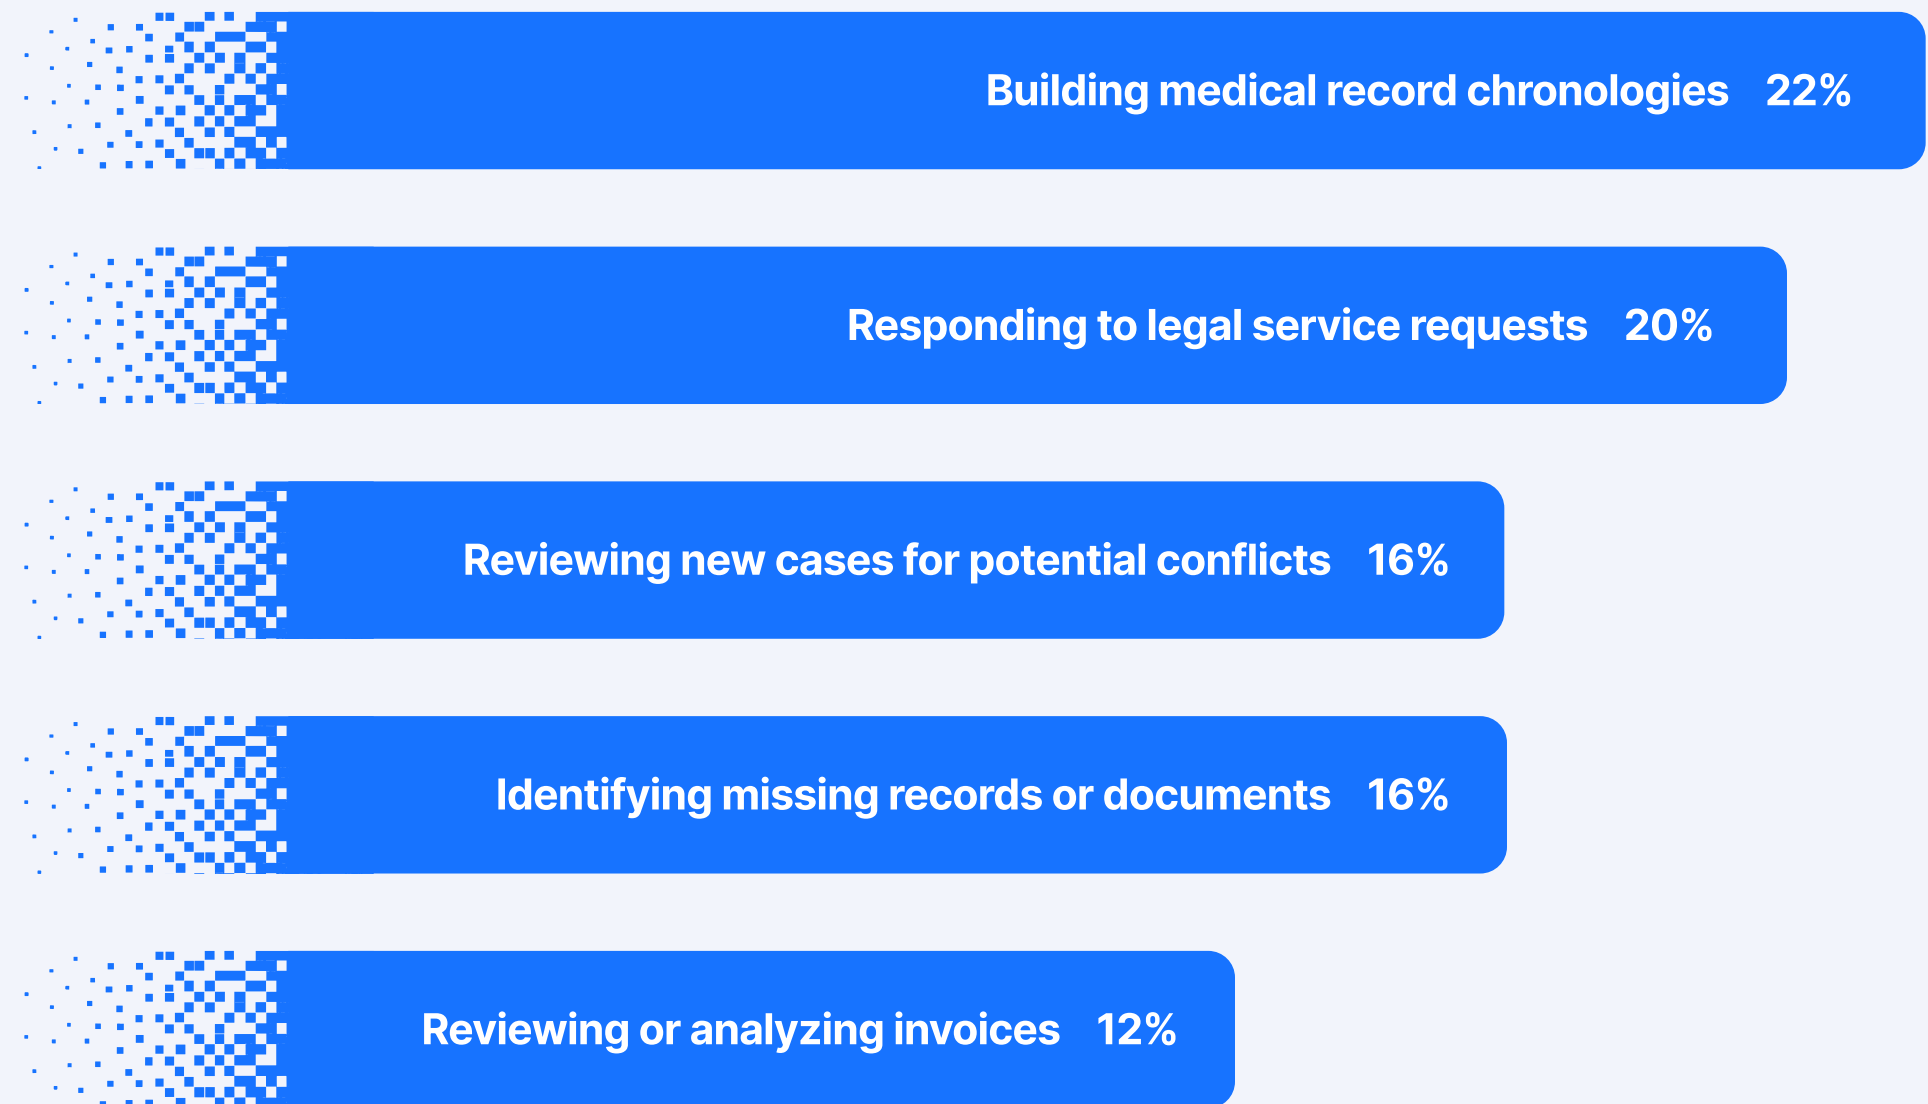 Building medical record chronologies 22%
Responding to legal service requests 20%
Reviewing new cases for potential conflicts 16%
Identifying missing records or documents 16%
Reviewing or analyzing invoices 12%